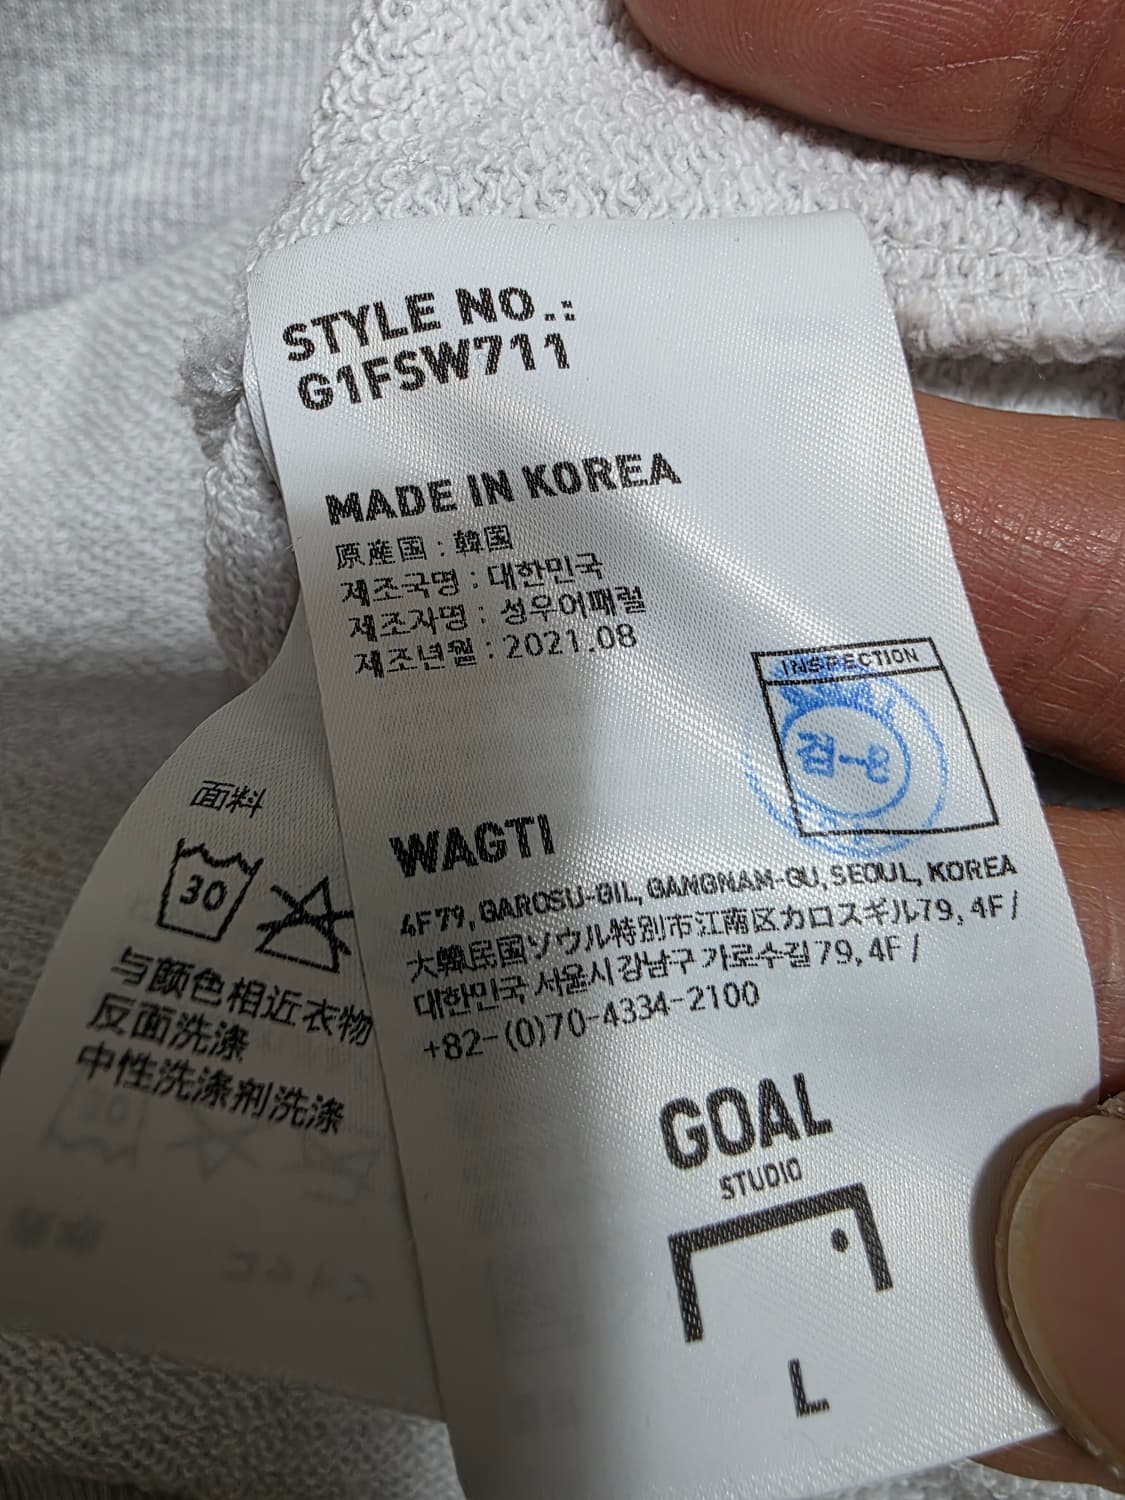 STYLE NO.:
G1FSW711
MADE IN KOREA
原産国 : 韓国
제조국명 : 대한민국
제조자명 : 성우어패럴
제조년월 : 2021.08
INSPECTION
검
WAGTI
4F 79, GAROSU-GIL, GANGNAM-GU, SEOUL, KOREA
大韓民国ソウル特別市江南区カロスギル79, 4F /
대한민국 서울시 강남구 가로수길 79, 4F /
+82-(0)70-4334-2100
GOAL
STUDIO
L
面料
30
与颜色相近衣物
反面洗涤
中性洗涤剂洗涤